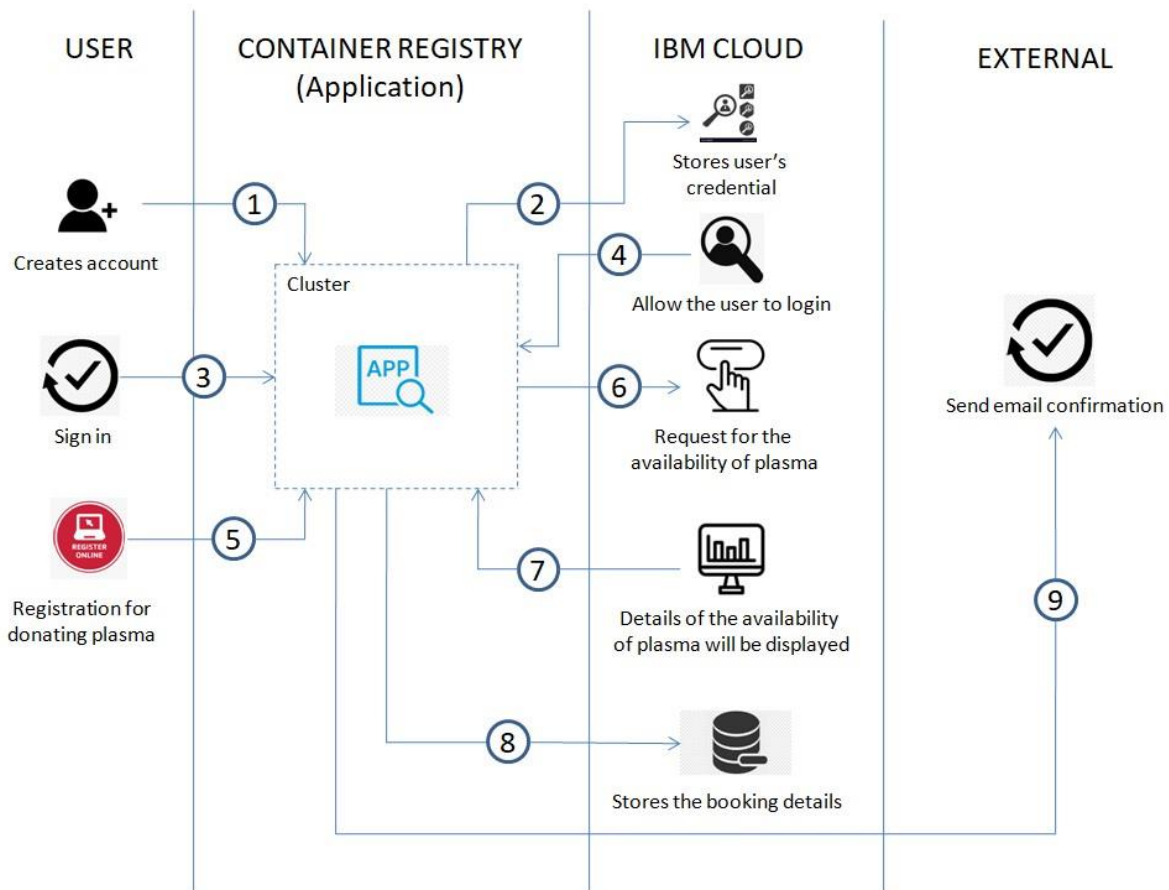 USER
CONTAINER REGISTRY
(Application)
IBM CLOUD
EXTERNAL
Stores user's
credential
1
2
Creates account
4
Cluster
Allow the user to login
APP
3
6
Sign in
Send email confirmation
Request for the
availability of plasma
REGISTER
ONLINE
5
7
Registration for
donating plasma
Details of the availability
of plasma will be displayed
9
8
Stores the booking details